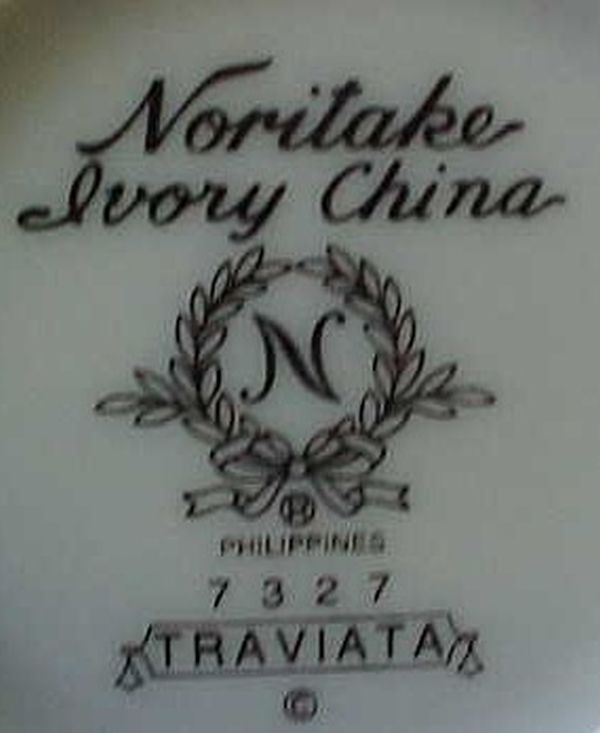 Noritake
Ivory China
N
®
PHILIPPINES
7327
TRAVIATA
©